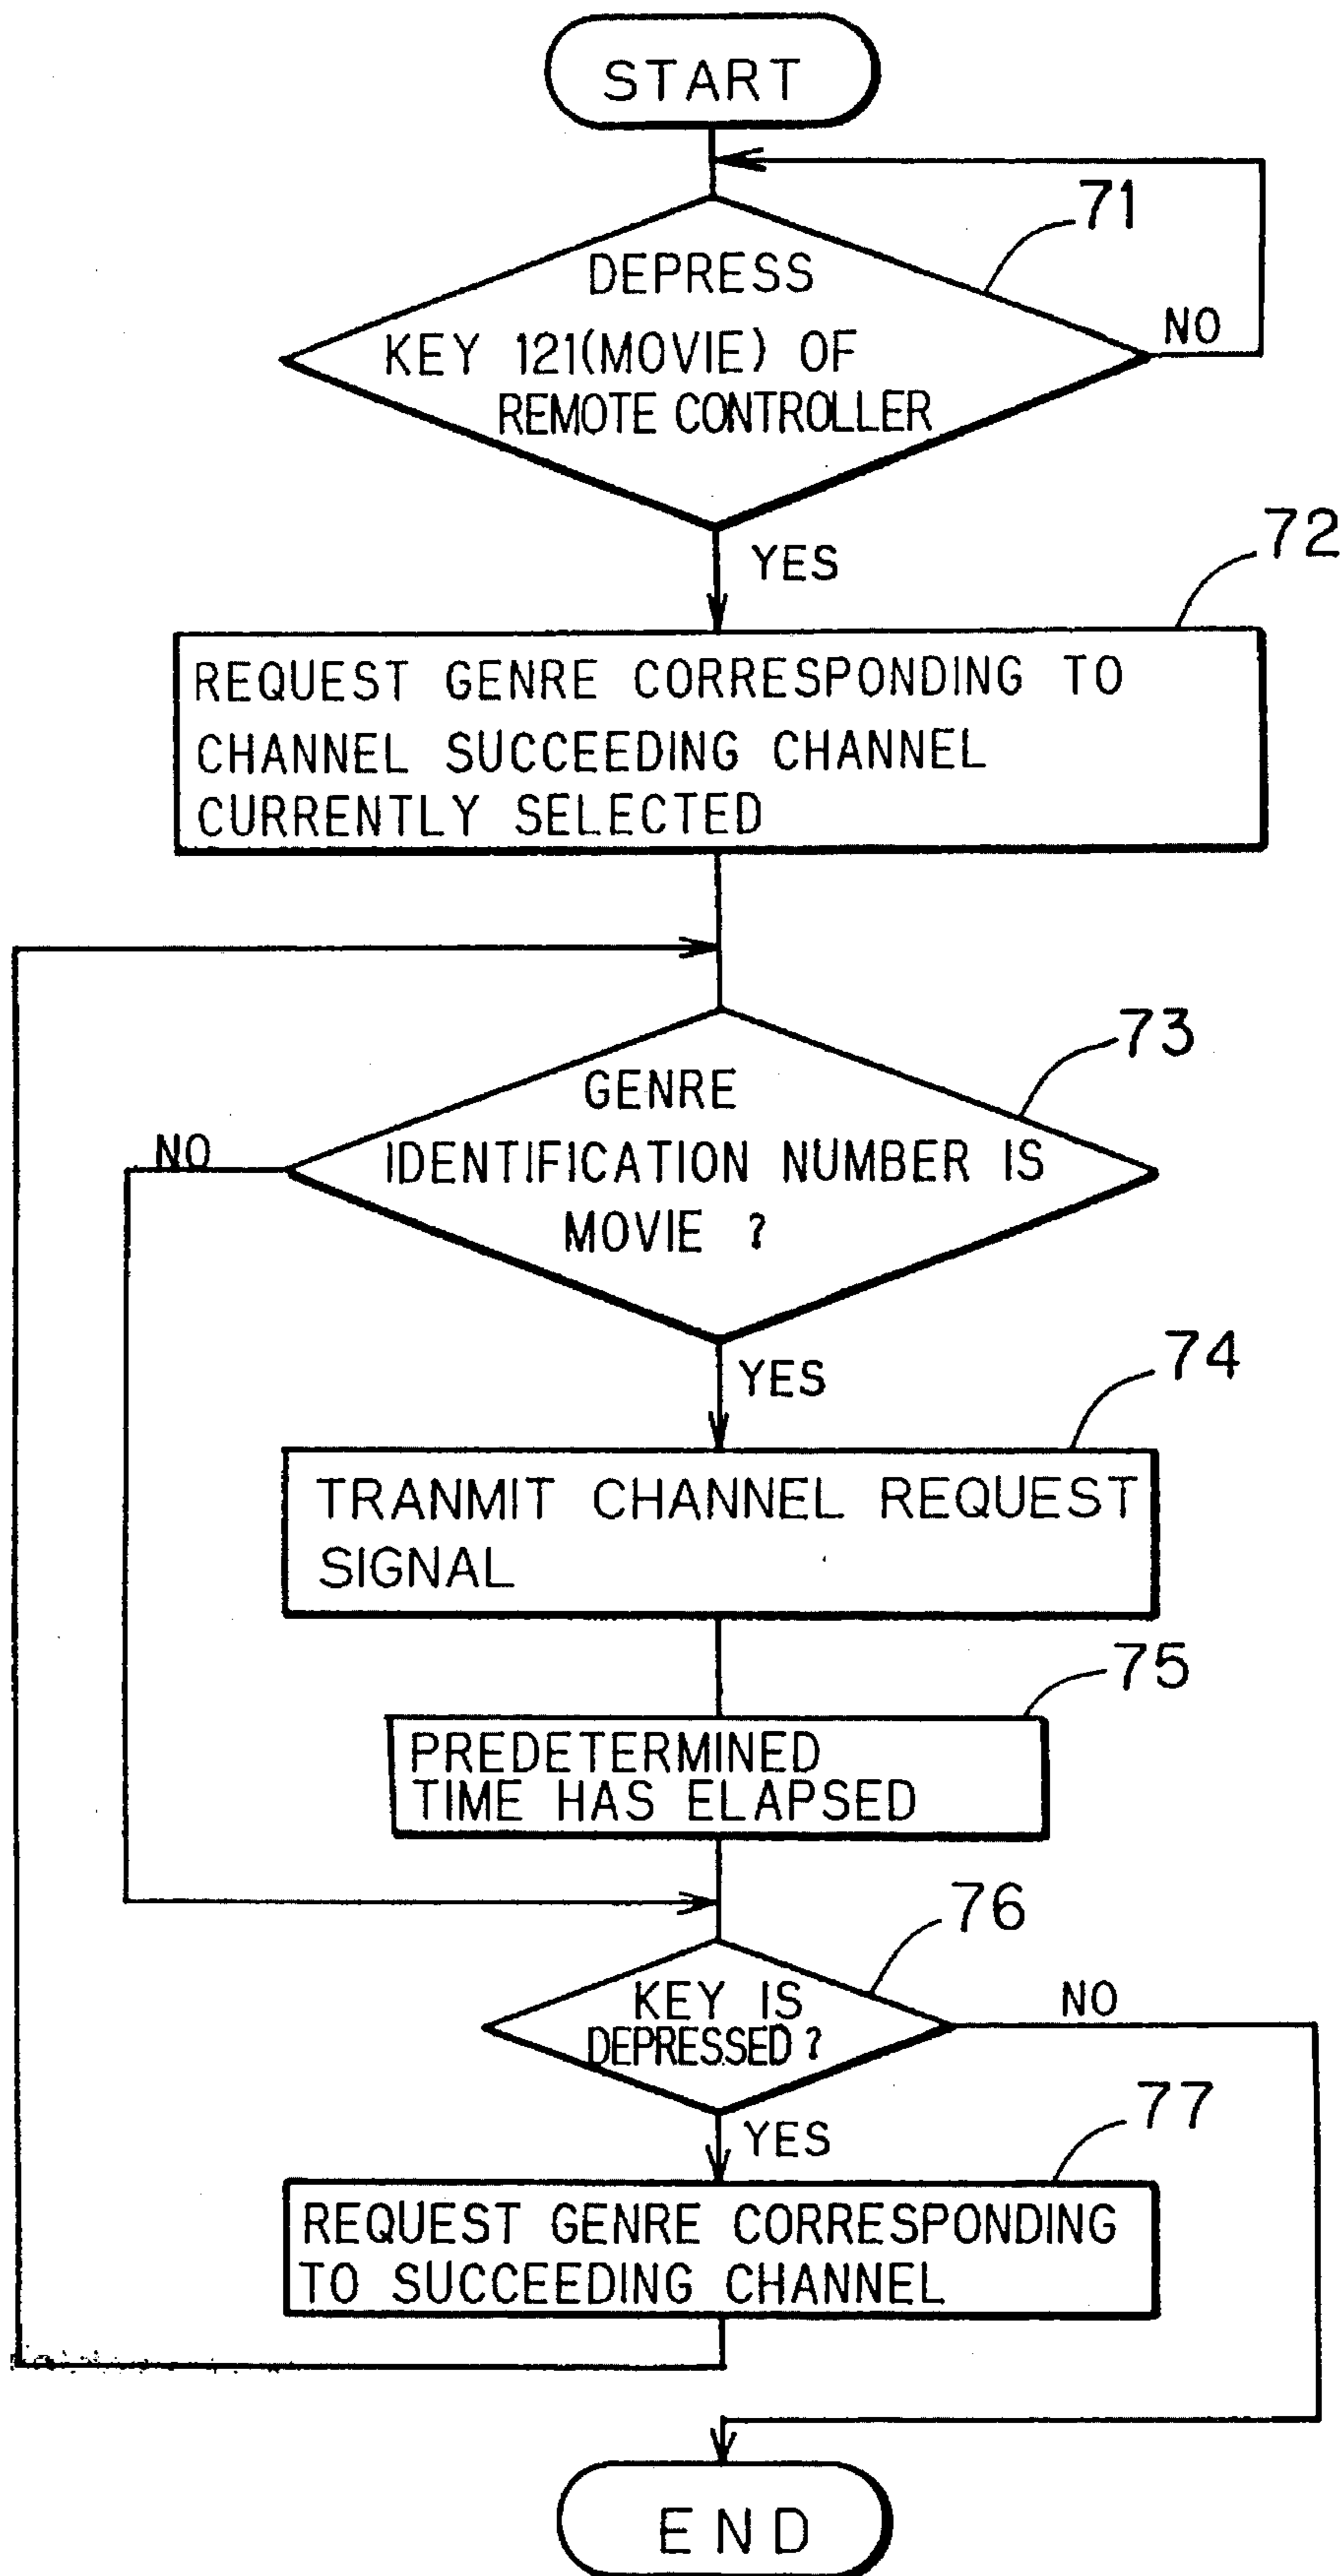 START
71
DEPRESS
KEY 121(MOVIE) OF
REMOTE CONTROLLER
NO
YES
72
REQUEST GENRE CORRESPONDING TO
CHANNEL SUCCEEDING CHANNEL
CURRENTLY SELECTED
73
GENRE
IDENTIFICATION NUMBER IS
MOVIE ?
NO
YES
74
TRANMIT CHANNEL REQUEST
SIGNAL
75
PREDETERMINED
TIME HAS ELAPSED
76
KEY IS
DEPRESSED ?
NO
YES
77
REQUEST GENRE CORRESPONDING
TO SUCCEEDING CHANNEL
END